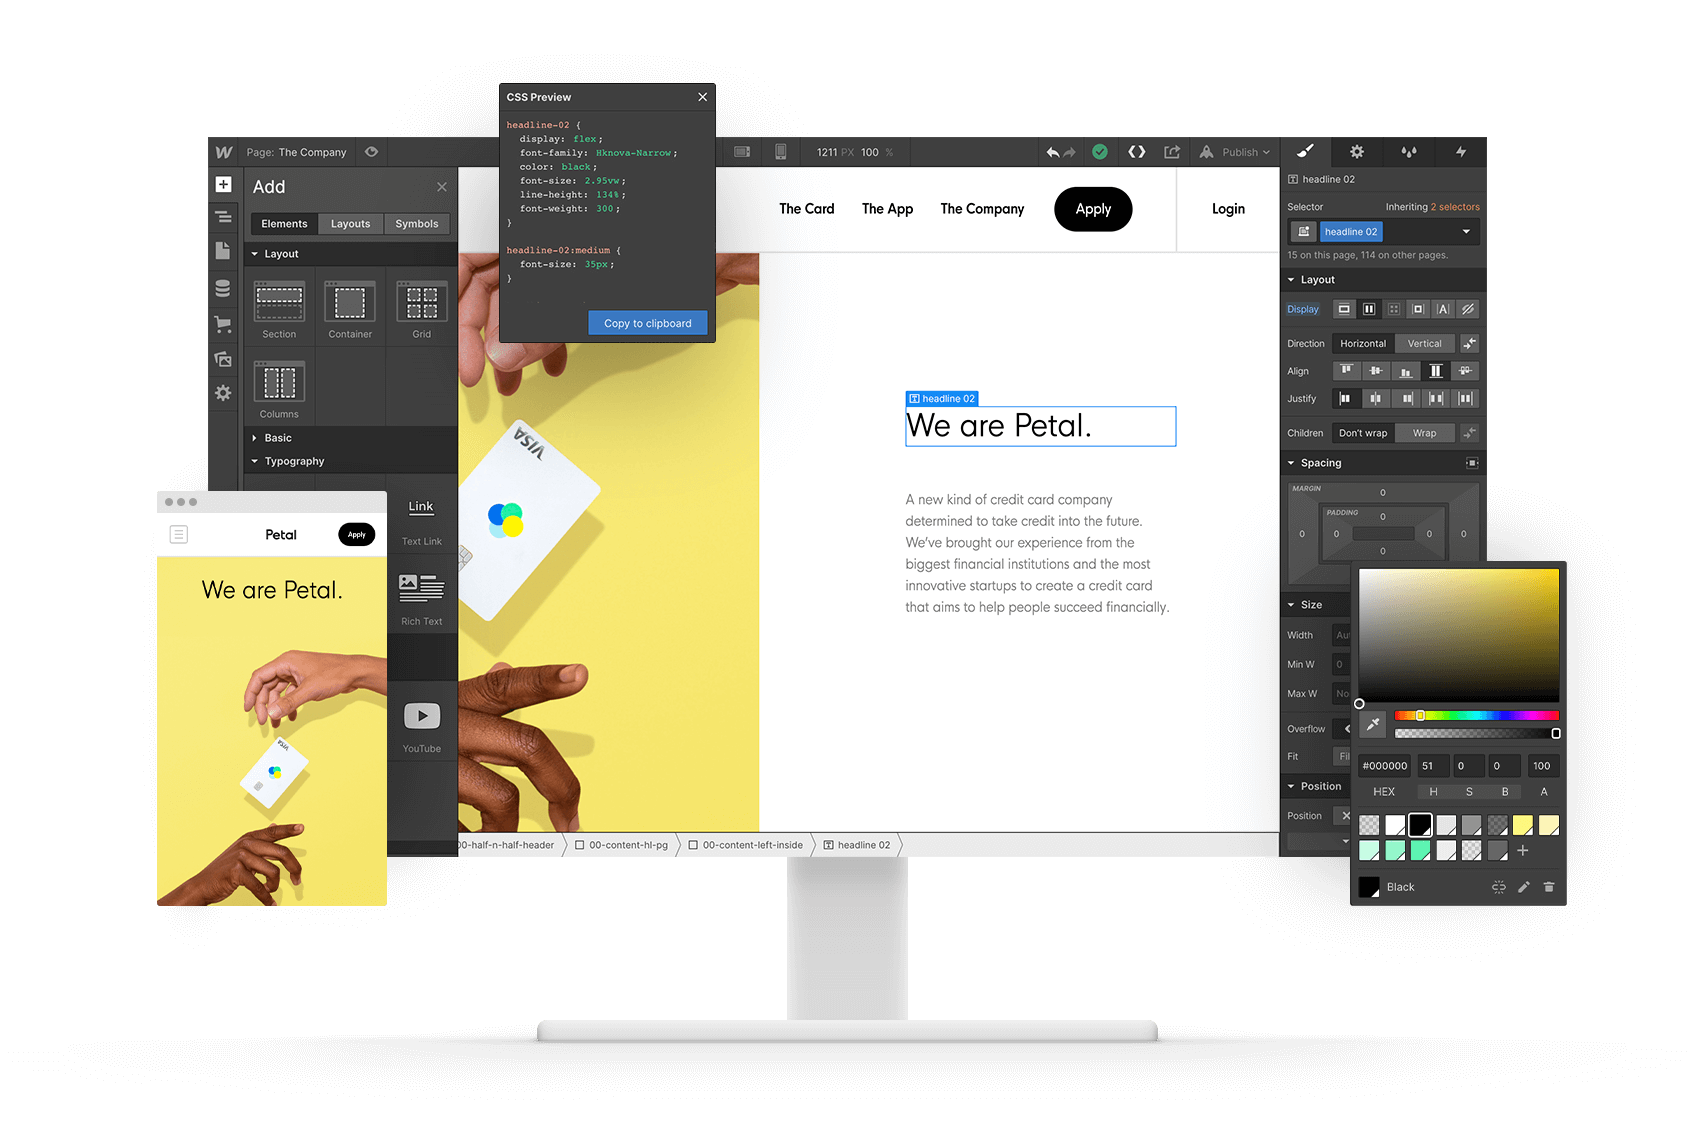 CSS Preview
headline-02 {
display: flex;
font-family: Hknova-Narrow;
color: black;
font-size: 2.95vw;
line-height: 134%;
font-weight: 300;
}
headline-02:medium {
font-size: 35px;
}
Copy to clipboard
Page: The Company
1211 PX 100 %
Publish
Add
Elements Layouts Symbols
Layout
Section Container Grid
Columns
Basic
Typography
Link
Text Link
Rich Text
YouTube
The Card The App The Company Apply Login
VISA
headline 02
We are Petal.
A new kind of credit card company
determined to take credit into the future.
We've brought our experience from the
biggest financial institutions and the most
innovative startups to create a credit card
that aims to help people succeed financially.
00-half-n-half-header 00-content-hl-pg 00-content-left-inside headline 02
Petal Apply
We are Petal.
VISA
headline 02
Selector Inheriting 2 selectors
headline 02
15 on this page, 114 on other pages.
Layout
Display
Direction Horizontal Vertical
Align
Justify
Children Don't wrap Wrap
Spacing
MARGIN
0
PADDING
0
0 0 0 0
0
Size
Width
Min W 0
Max W
Overflow
Fit
Position
Position
#000000 51 0 0 100
HEX H S B A
Black